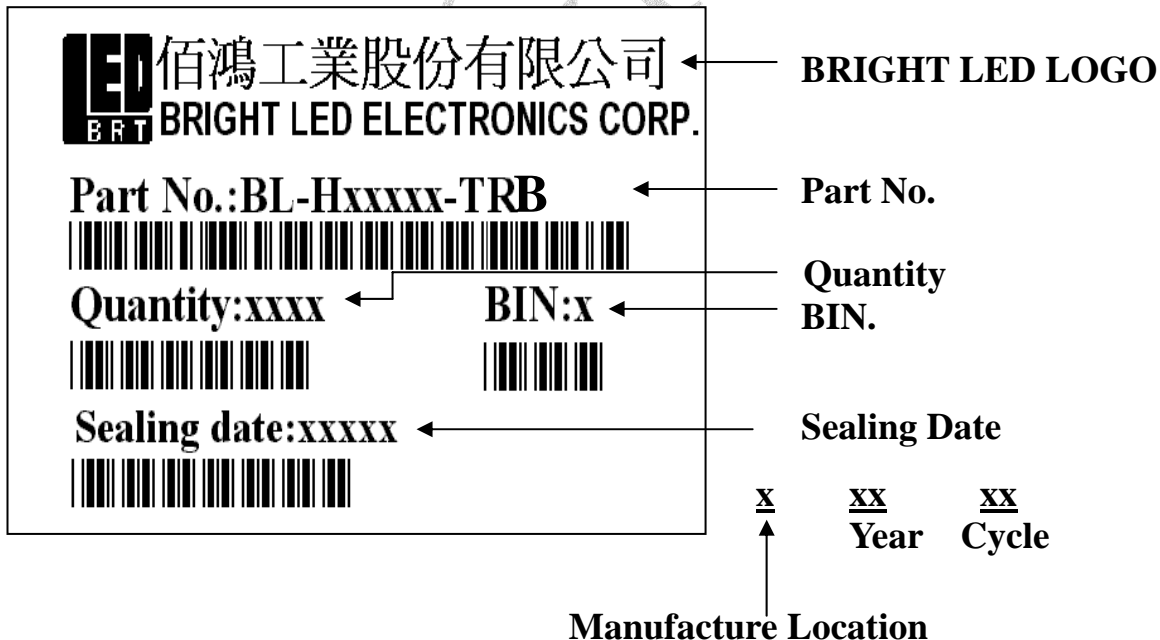 LED 佰鴻工業股份有限公司 BRIGHT LED LOGO
BRT BRIGHT LED ELECTRONICS CORP.
Part No.:BL-Hxxxxx-TRB Part No.
Quantity
Quantity:xxxx BIN:x BIN.
Sealing date:xxxxx Sealing Date
x xx xx
Year Cycle
Manufacture Location